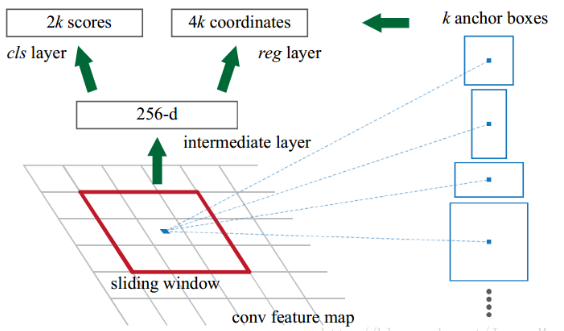 2k scores
4k coordinates
k anchor boxes
cls layer
reg layer
256-d
intermediate layer
sliding window
conv feature map